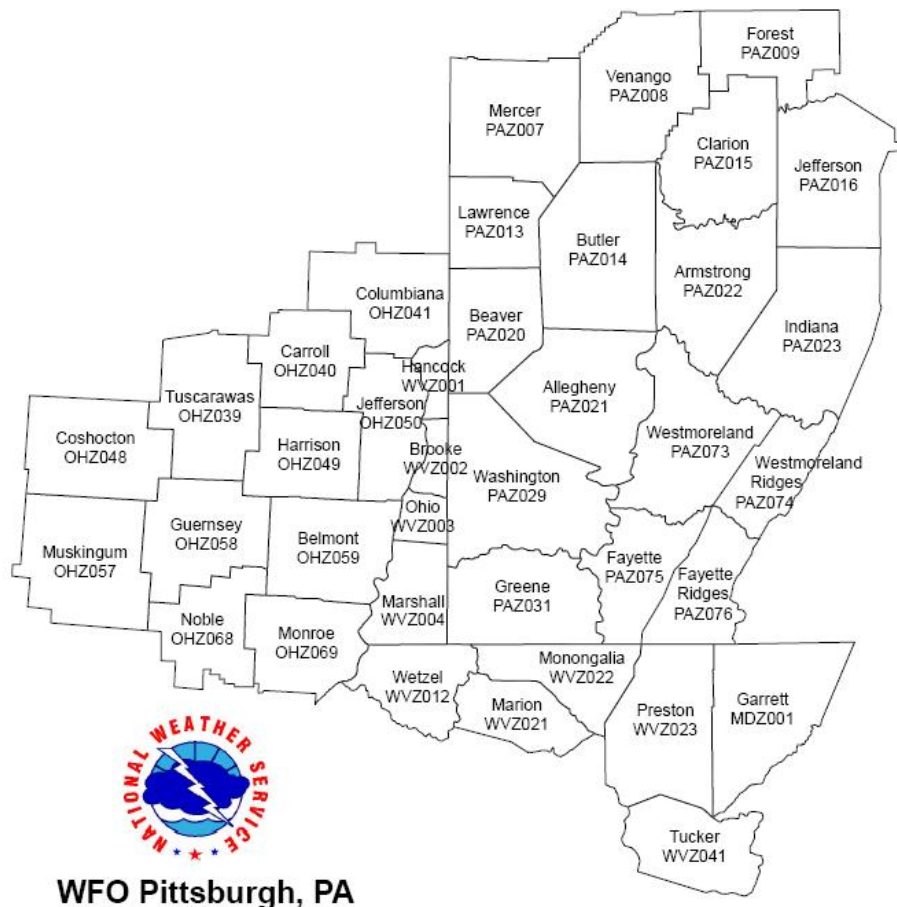 Forest
PAZ009
Venango
PAZ008
Mercer
PAZ007
Clarion
PAZ015
Jefferson
PAZ016
Lawrence
PAZ013
Butler
PAZ014
Armstrong
PAZ022
Columbiana
OHZ041
Beaver
PAZ020
Indiana
PAZ023
Carroll
OHZ040
Hancock
WVZ001
Allegheny
PAZ021
Tuscarawas
OHZ039
Jefferson
OHZ050
Coshocton
OHZ048
Harrison
OHZ049
Brooke
WVZ002
Westmoreland
PAZ073
Westmoreland
Ridges
PAZ074
Washington
PAZ029
Ohio
WVZ003
Guernsey
OHZ058
Belmont
OHZ059
Muskingum
OHZ057
Fayette
PAZ075
Fayette
Ridges
PAZ076
Greene
PAZ031
Marshall
WVZ004
Noble
OHZ068
Monroe
OHZ069
Monongalia
WVZ022
Wetzel
WVZ012
Marion
WVZ021
Preston
WVZ023
Garrett
MDZ001
Tucker
WVZ041
NATIONAL WEATHER SERVICE
WFO Pittsburgh, PA